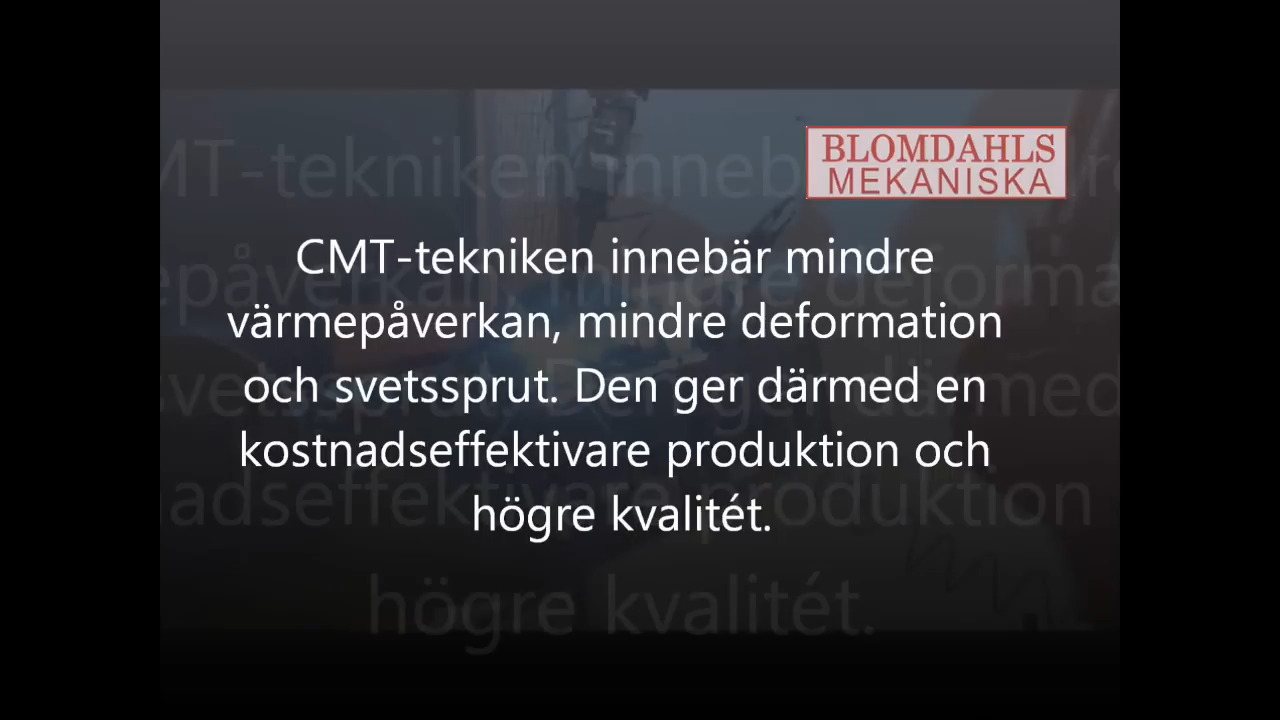 BLOMDAHLS
MEKANISKA
CMT-tekniken innebär mindre
värmepåverkan, mindre deformation
och svetssprut. Den ger därmed en
kostnadseffektivare produktion och
högre kvalitét.